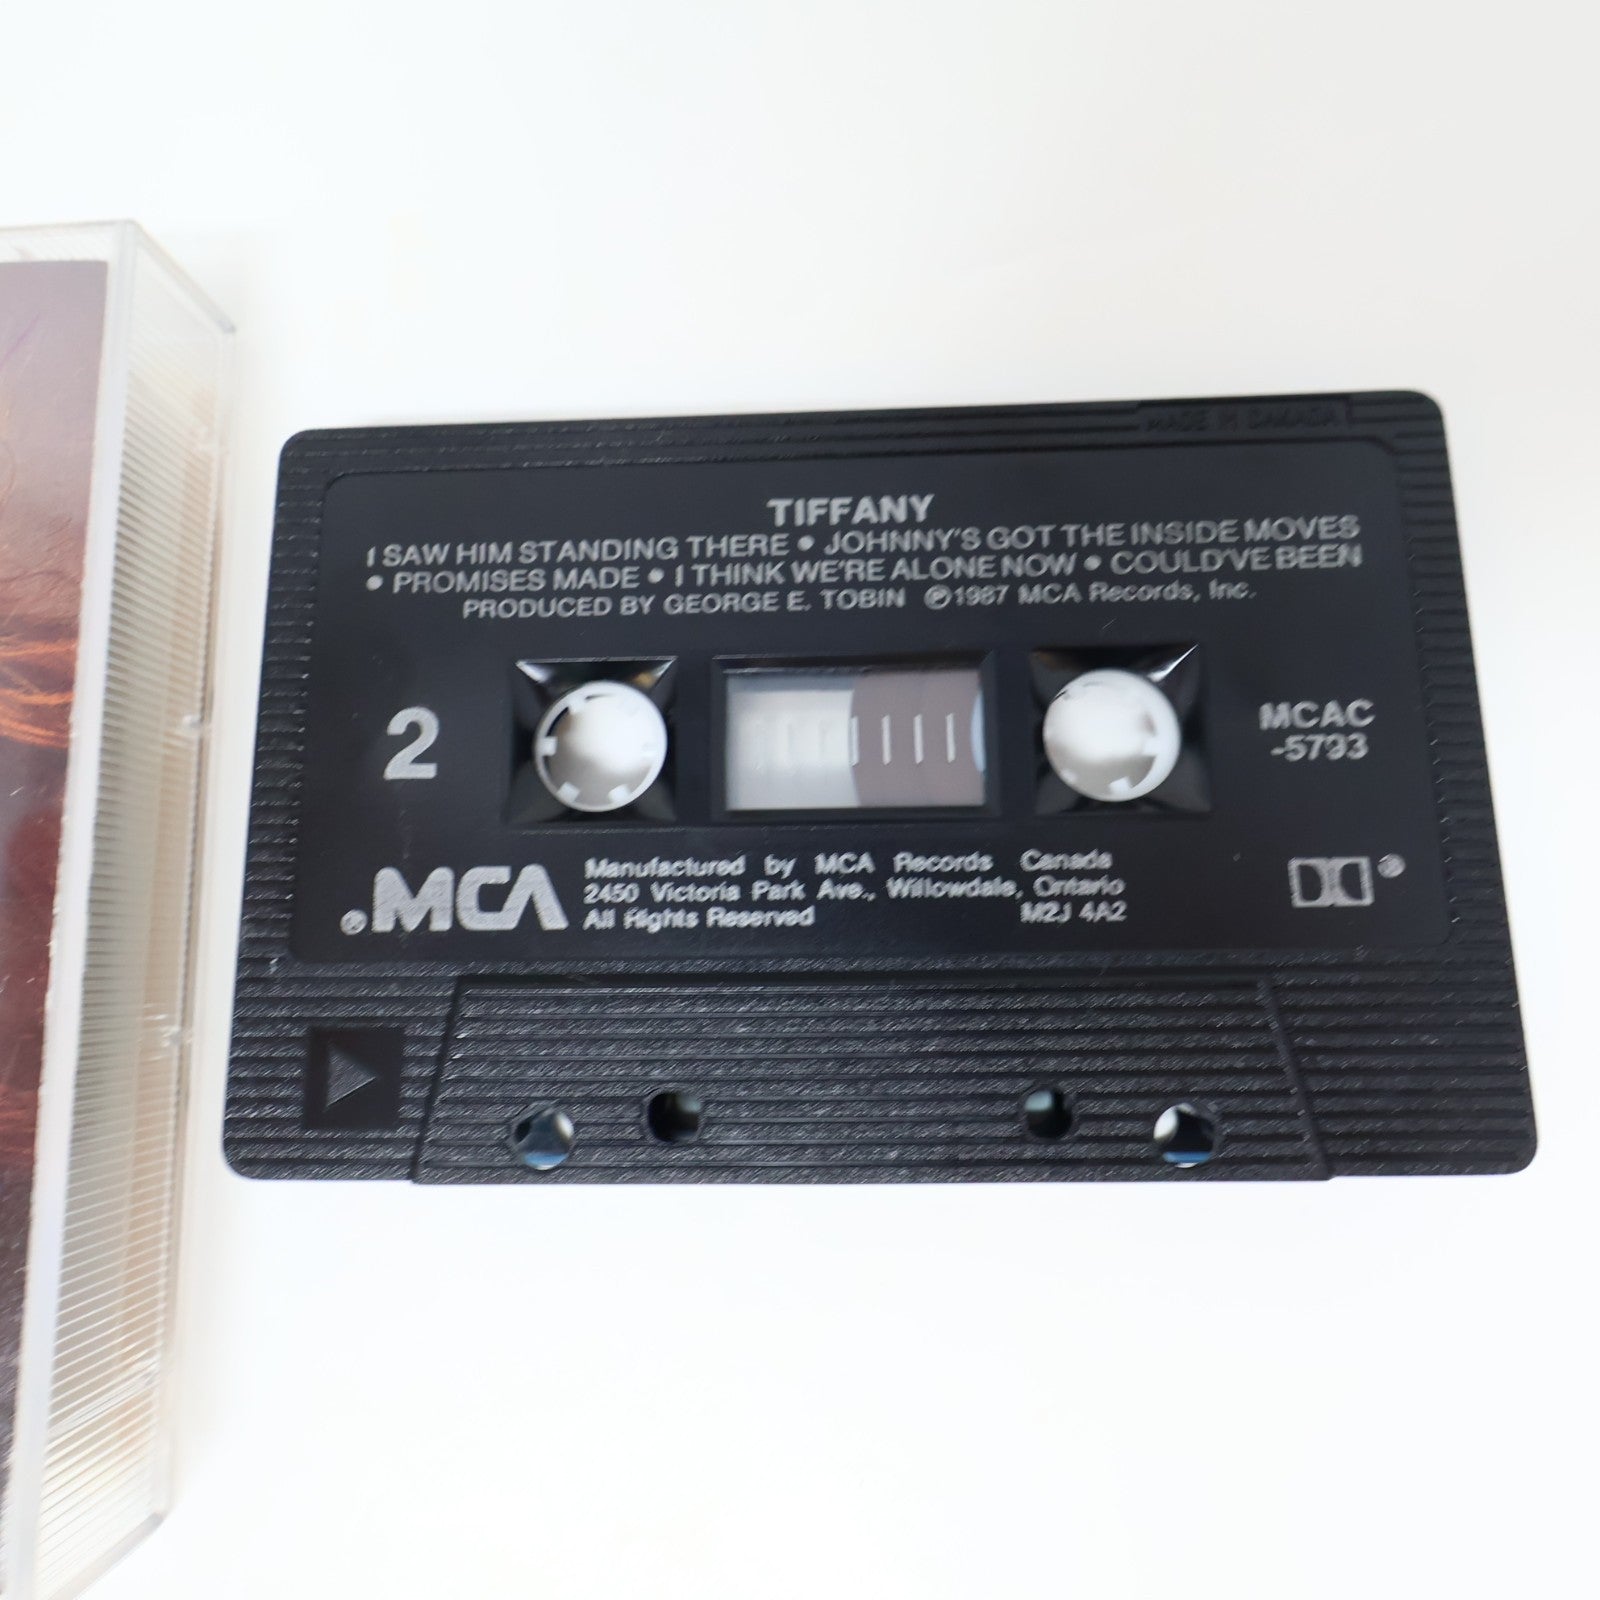 MADE IN CANADA
TIFFANY
I SAW HIM STANDING THERE • JOHNNY'S GOT THE INSIDE MOVES
• PROMISES MADE • I THINK WE'RE ALONE NOW • COULD'VE BEEN
PRODUCED BY GEORGE E. TOBIN ℗1987 MCA Records, Inc.
2
MCAC
-5793
®MCA
Manufactured by MCA Records Canada
2450 Victoria Park Ave., Willowdale, Ontario
All Rights Reserved M2J 4A2
®